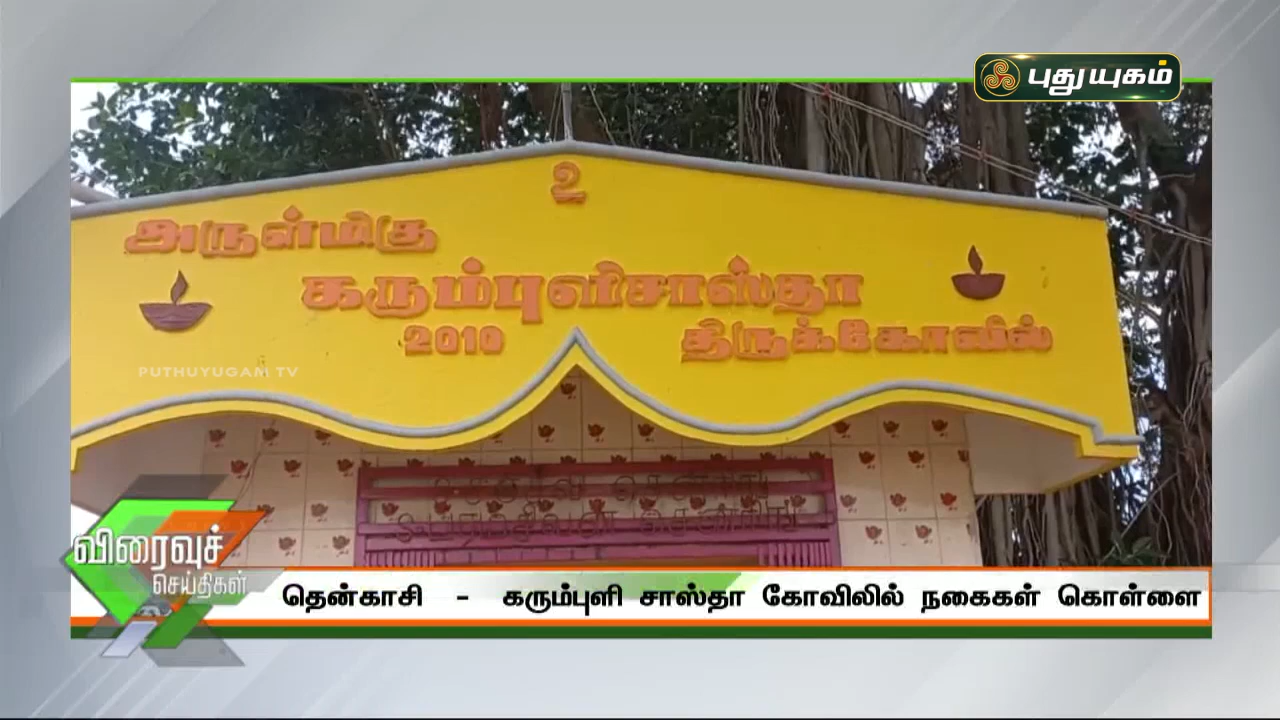 புதுயுகம்
உ
அருள்மிகு
கரும்புளிசாஸ்தா
2010 திருக்கோவில்
PUTHUYUGAM TV
விரைவுச்
செய்திகள்
தென்காசி - கரும்புளி சாஸ்தா கோவிலில் நகைகள் கொள்ளை